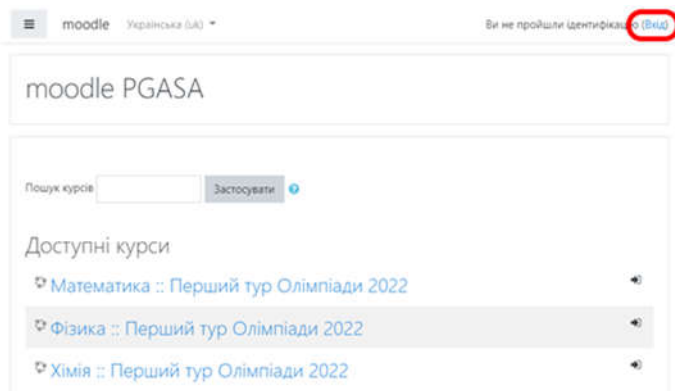 moodle Українська (uk)
Ви не пройшли ідентифікацію (Вхід)
moodle PGASA
Пошук курсів
Застосувати
Доступні курси
Математика :: Перший тур Олімпіади 2022
Фізика :: Перший тур Олімпіади 2022
Хімія :: Перший тур Олімпіади 2022